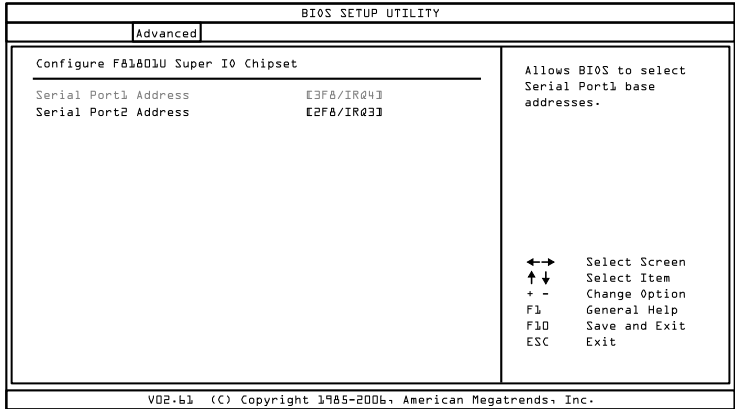 BIOS SETUP UTILITY
Advanced
Configure F81801U Super IO Chipset
Serial Port1 Address [3F8/IRQ4]
Serial Port2 Address [2F8/IRQ3]
Allows BIOS to select
Serial Port1 base
addresses.
←→ Select Screen
↑↓ Select Item
+ - Change Option
F1 General Help
F10 Save and Exit
ESC Exit
V02.61 (C) Copyright 1985-2006, American Megatrends, Inc.